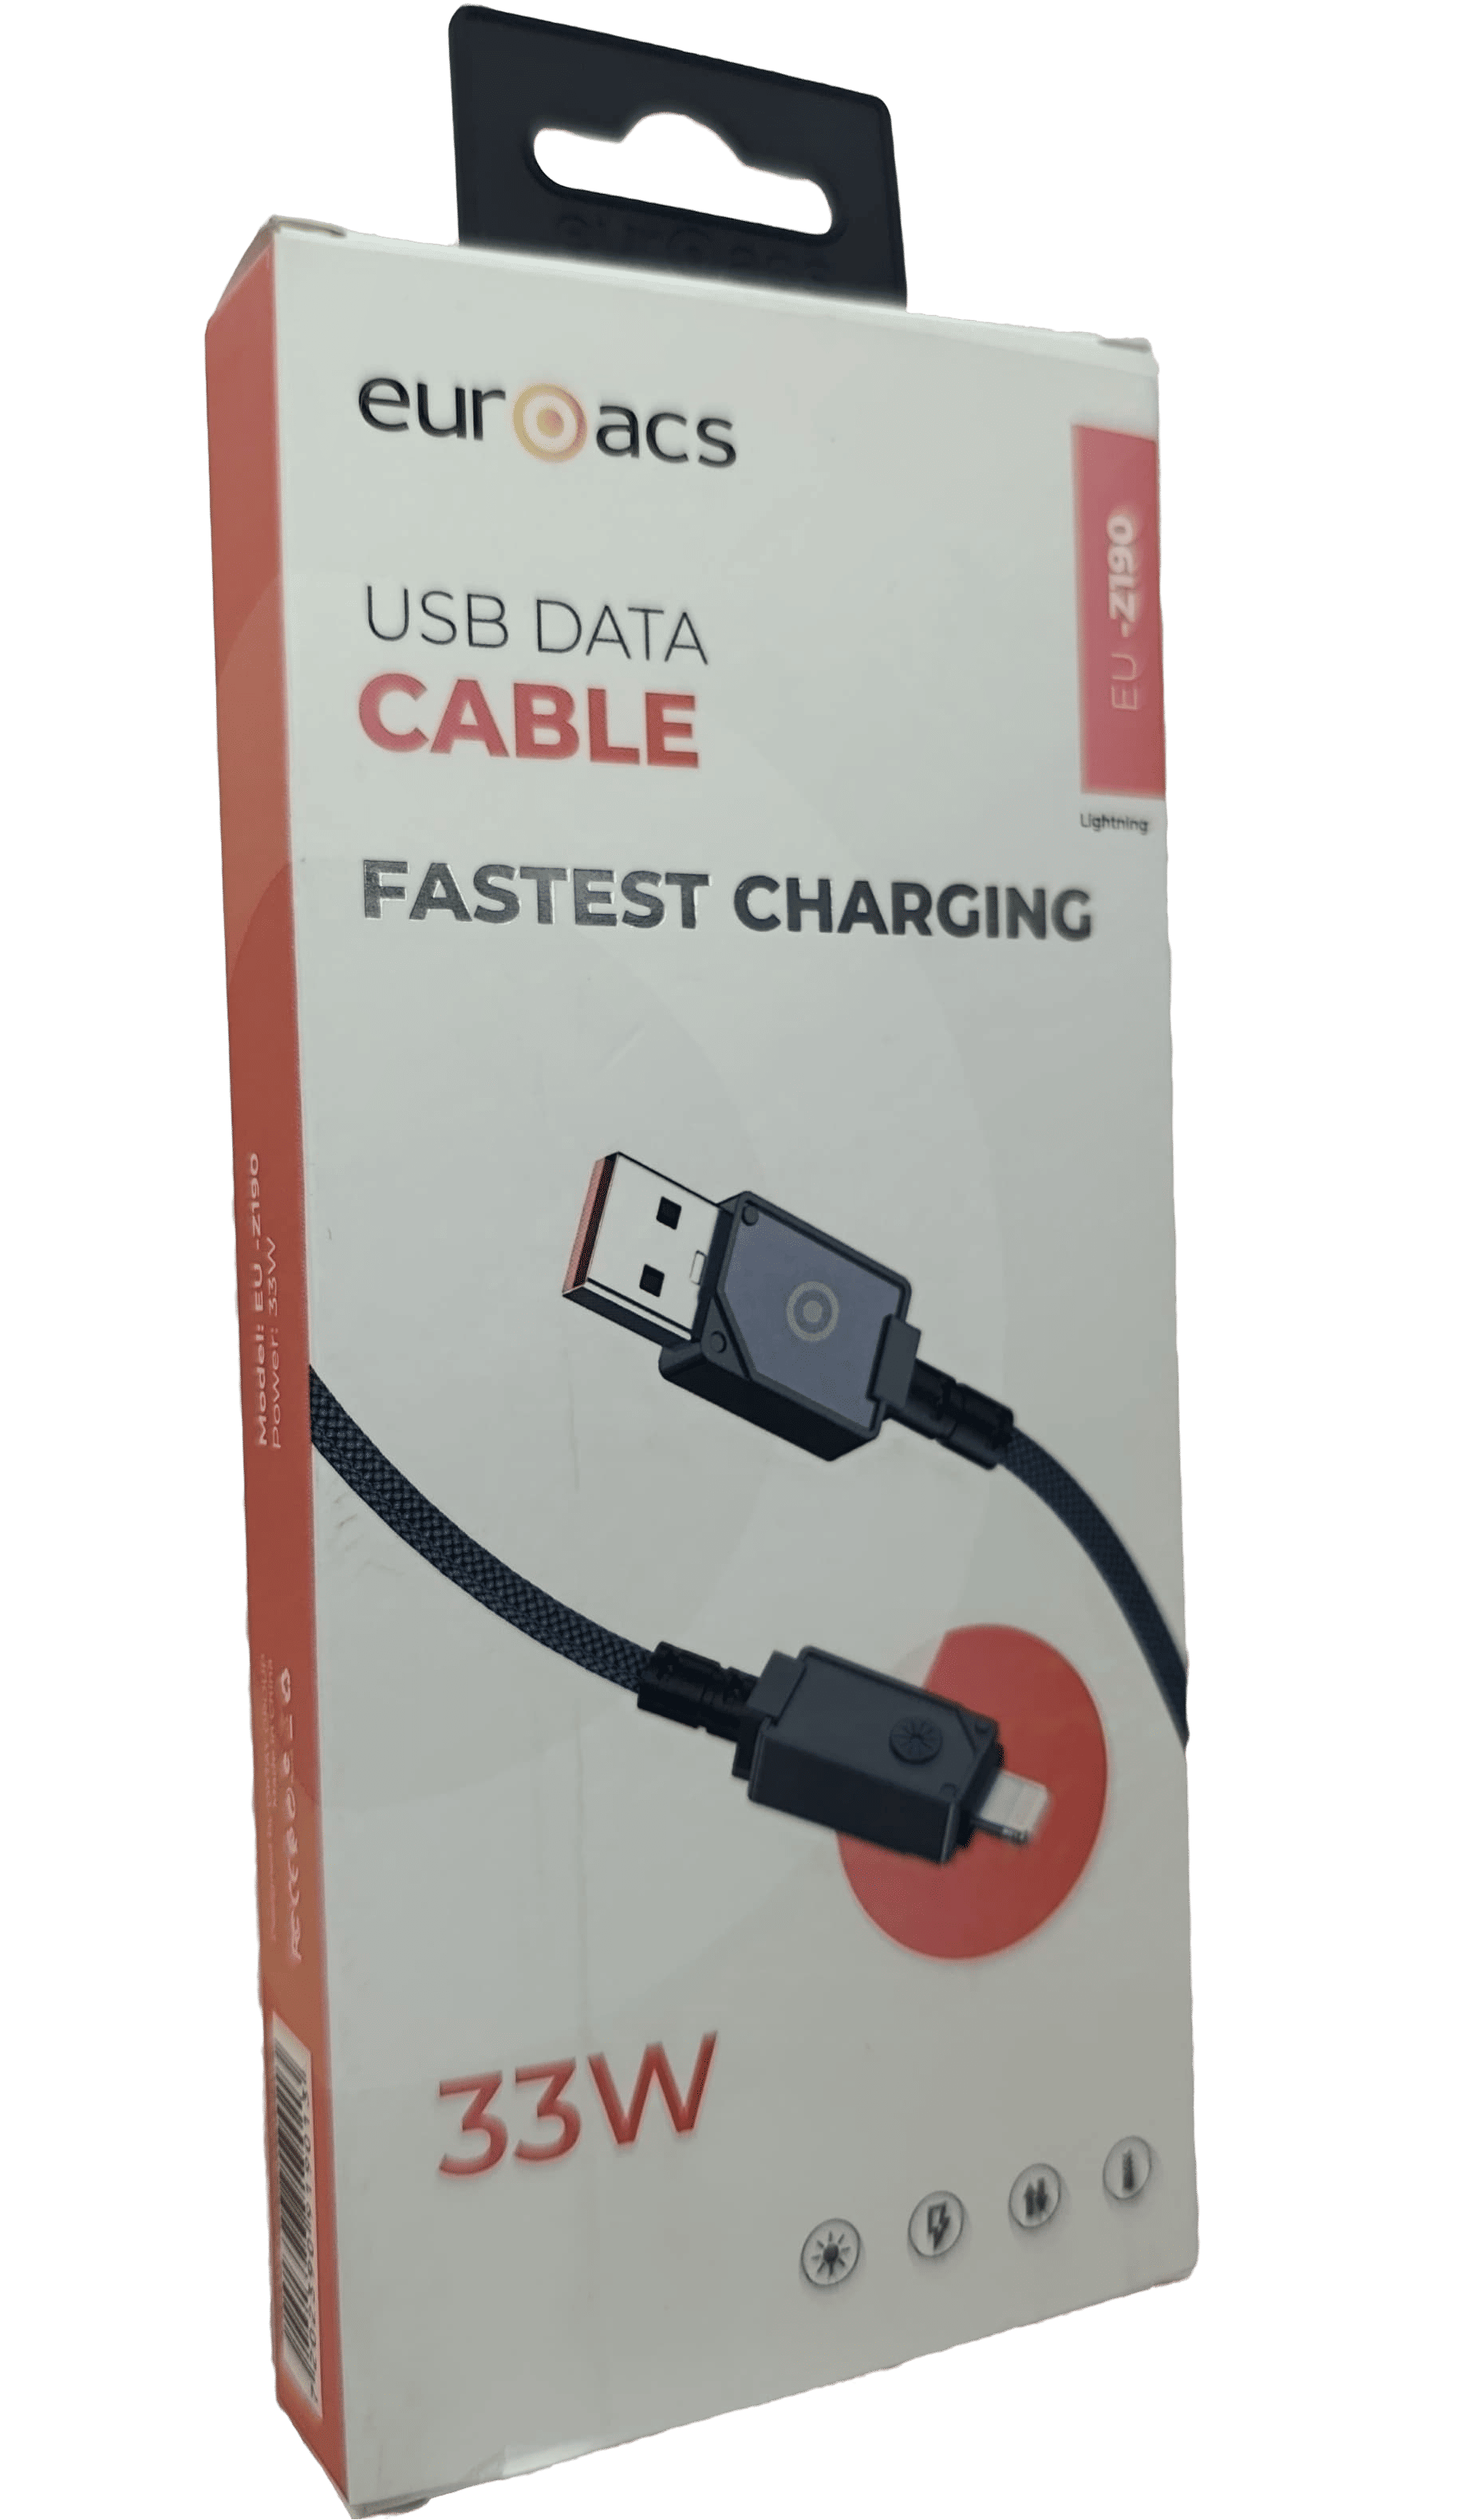 euroacs
USB DATA
CABLE
EU -Z190
Lightning
FASTEST CHARGING
33W
Model: EU -Z190
Power: 33W